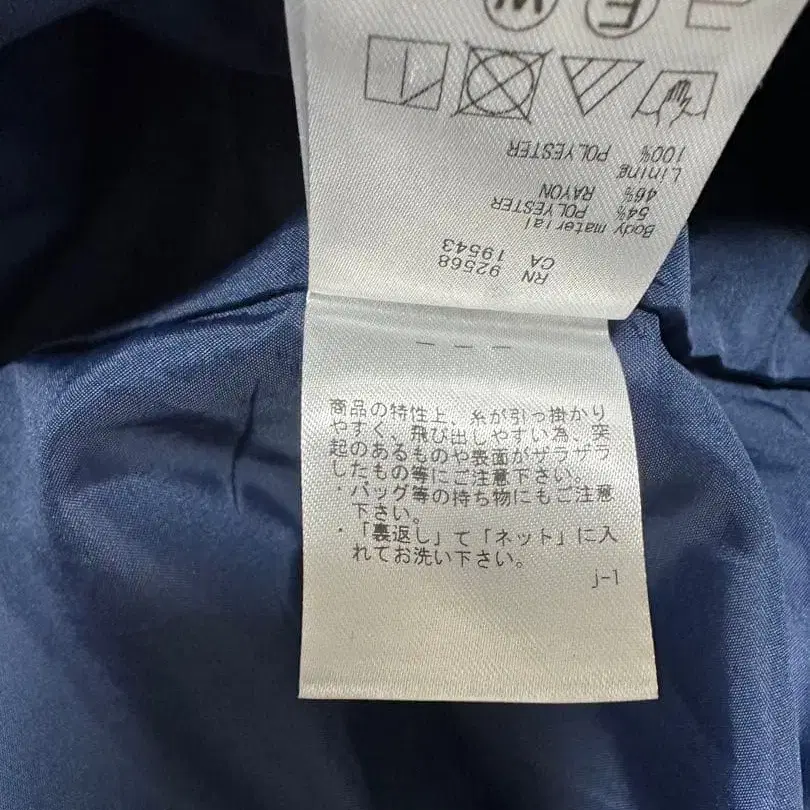 W
F
100% POLYESTER
Lining
46% RAYON
54% POLYESTER
Body material
CA 19543
RN 92568
商品の特性上、糸が引っ掛かり
やすく、飛び出しやすい為、突
起のあるものや表面がザラザラ
したもの等にご注意下さい。
・バッグ等の持ち物にもご注意
下さい。
・「裏返し」て「ネット」に入
れてお洗い下さい。
j-1